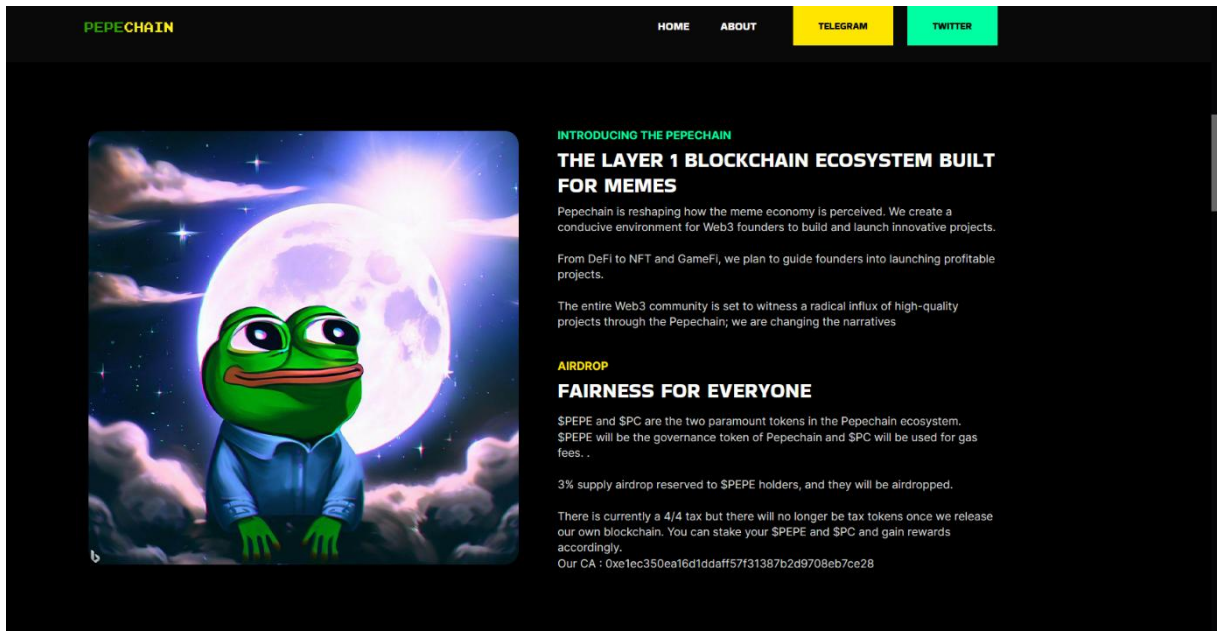 PEPECHAIN
HOME ABOUT TELEGRAM TWITTER
INTRODUCING THE PEPECHAIN
THE LAYER 1 BLOCKCHAIN ECOSYSTEM BUILT
FOR MEMES
Pepechain is reshaping how the meme economy is perceived. We create a
conducive environment for Web3 founders to build and launch innovative projects.
From DeFi to NFT and GameFi, we plan to guide founders into launching profitable
projects.
The entire Web3 community is set to witness a radical influx of high-quality
projects through the Pepechain; we are changing the narratives
AIRDROP
FAIRNESS FOR EVERYONE
$PEPE and $PC are the two paramount tokens in the Pepechain ecosystem.
$PEPE will be the governance token of Pepechain and $PC will be used for gas
fees. .
3% supply airdrop reserved to $PEPE holders, and they will be airdropped.
There is currently a 4/4 tax but there will no longer be tax tokens once we release
our own blockchain. You can stake your $PEPE and $PC and gain rewards
accordingly.
Our CA : 0xe1ec350ea16d1ddaff57f31387b2d9708eb7ce28